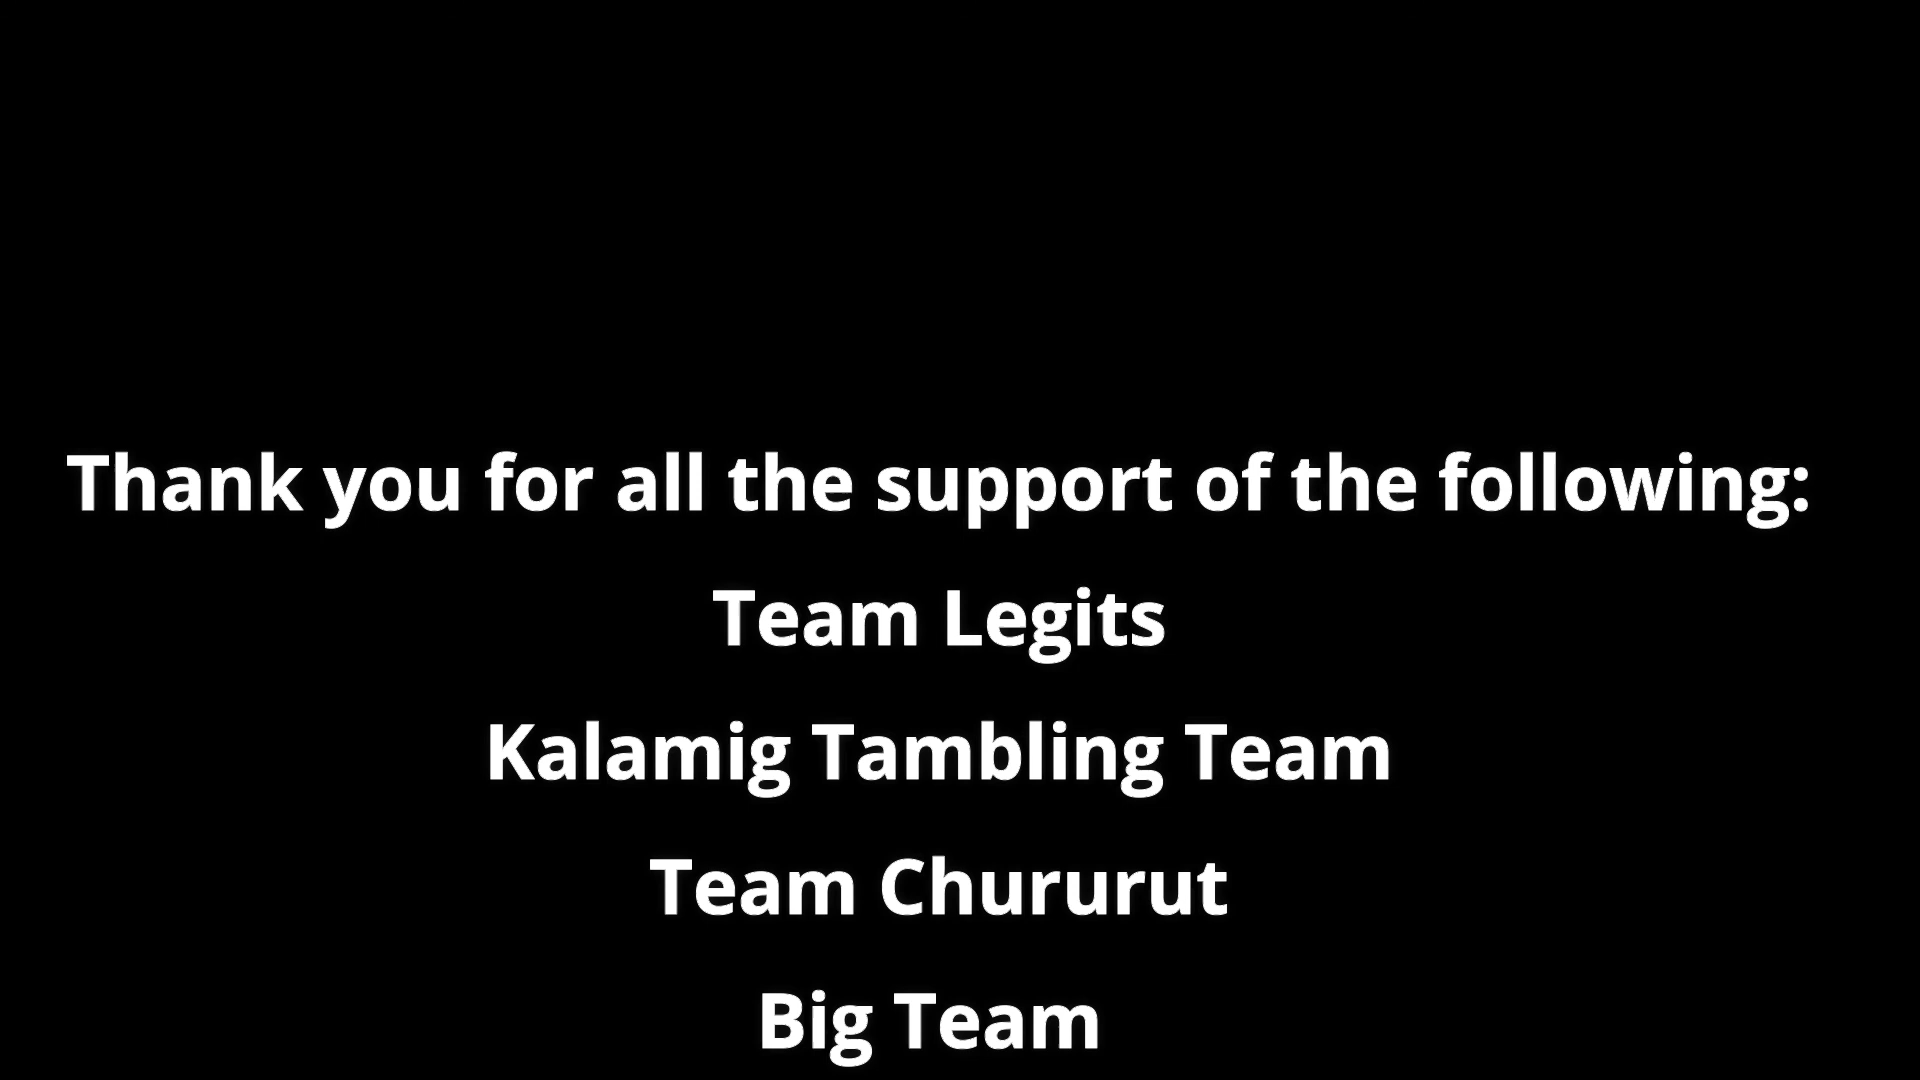 Thank you for all the support of the following:
Team Legits
Kalamig Tambling Team
Team Chururut
Big Team